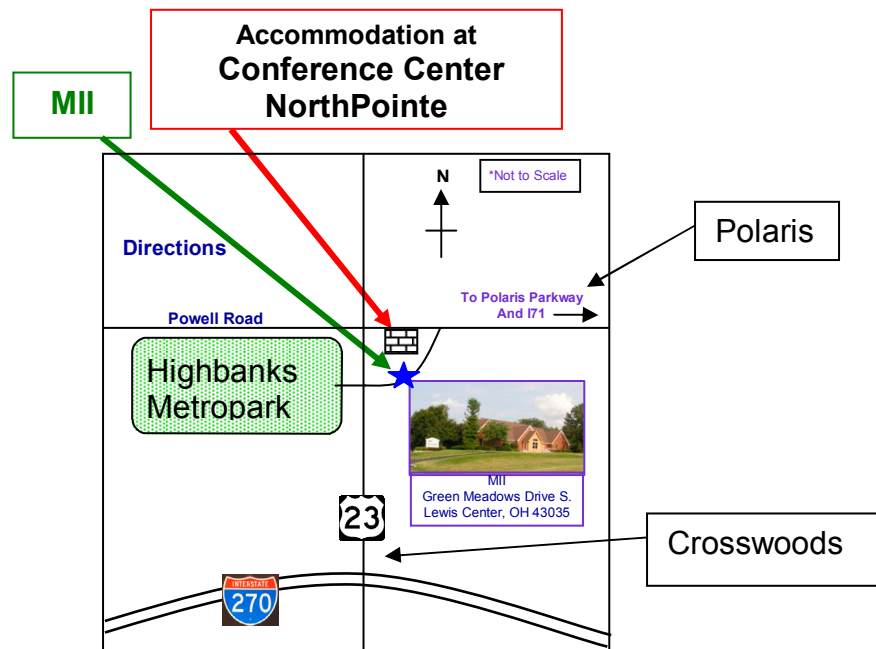 Accommodation at
Conference Center
NorthPointe
MII
N
*Not to Scale
Polaris
Directions
To Polaris Parkway
And I71
Powell Road
Highbanks
Metropark
MII
Green Meadows Drive S.
Lewis Center, OH 43035
23
Crosswoods
INTERSTATE
270